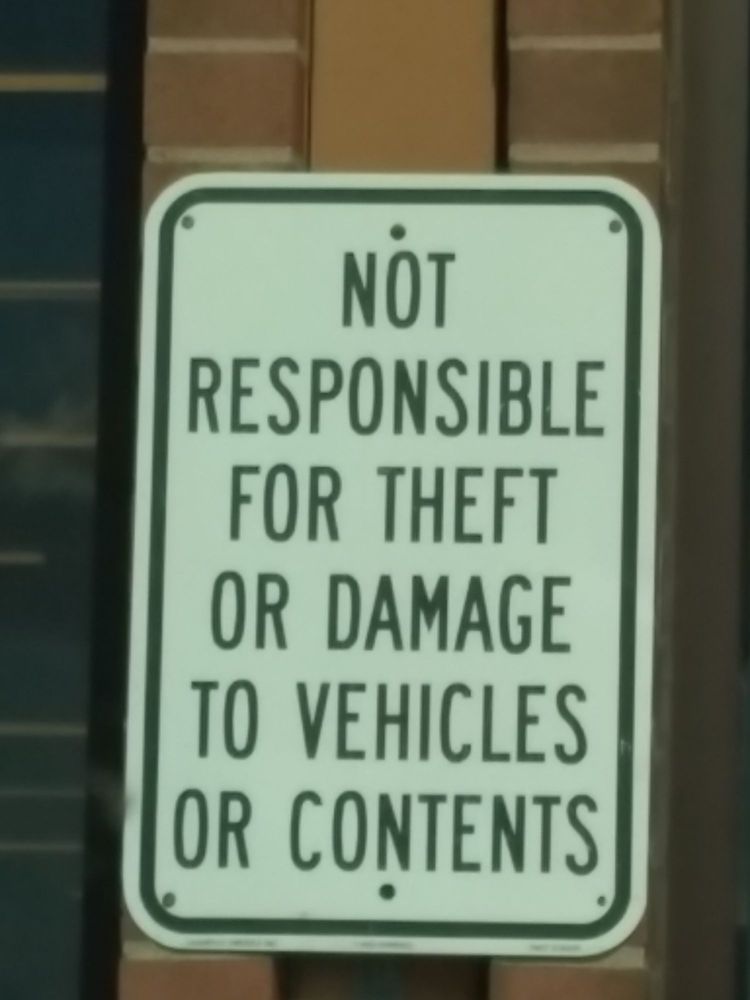 NOT
RESPONSIBLE
FOR THEFT
OR DAMAGE
TO VEHICLES
OR CONTENTS